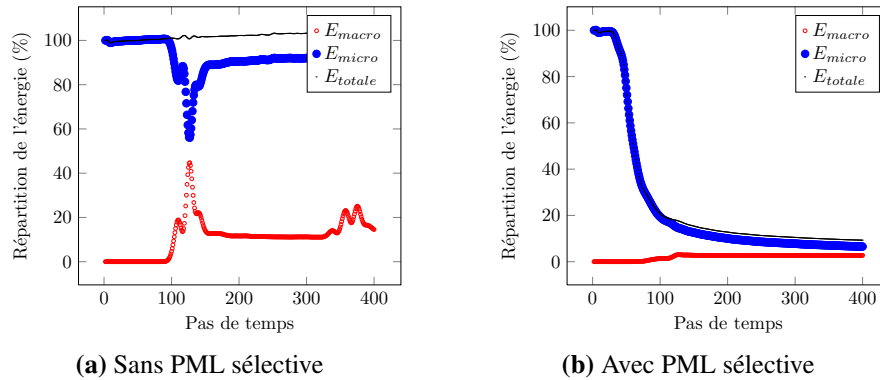 Répartition de l'énergie (%)
100
80
60
40
20
0
E_macro
E_micro
E_totale
0 100 200 300 400
Pas de temps
(a) Sans PML sélective
Répartition de l'énergie (%)
100
80
60
40
20
0
E_macro
E_micro
E_totale
0 100 200 300 400
Pas de temps
(b) Avec PML sélective